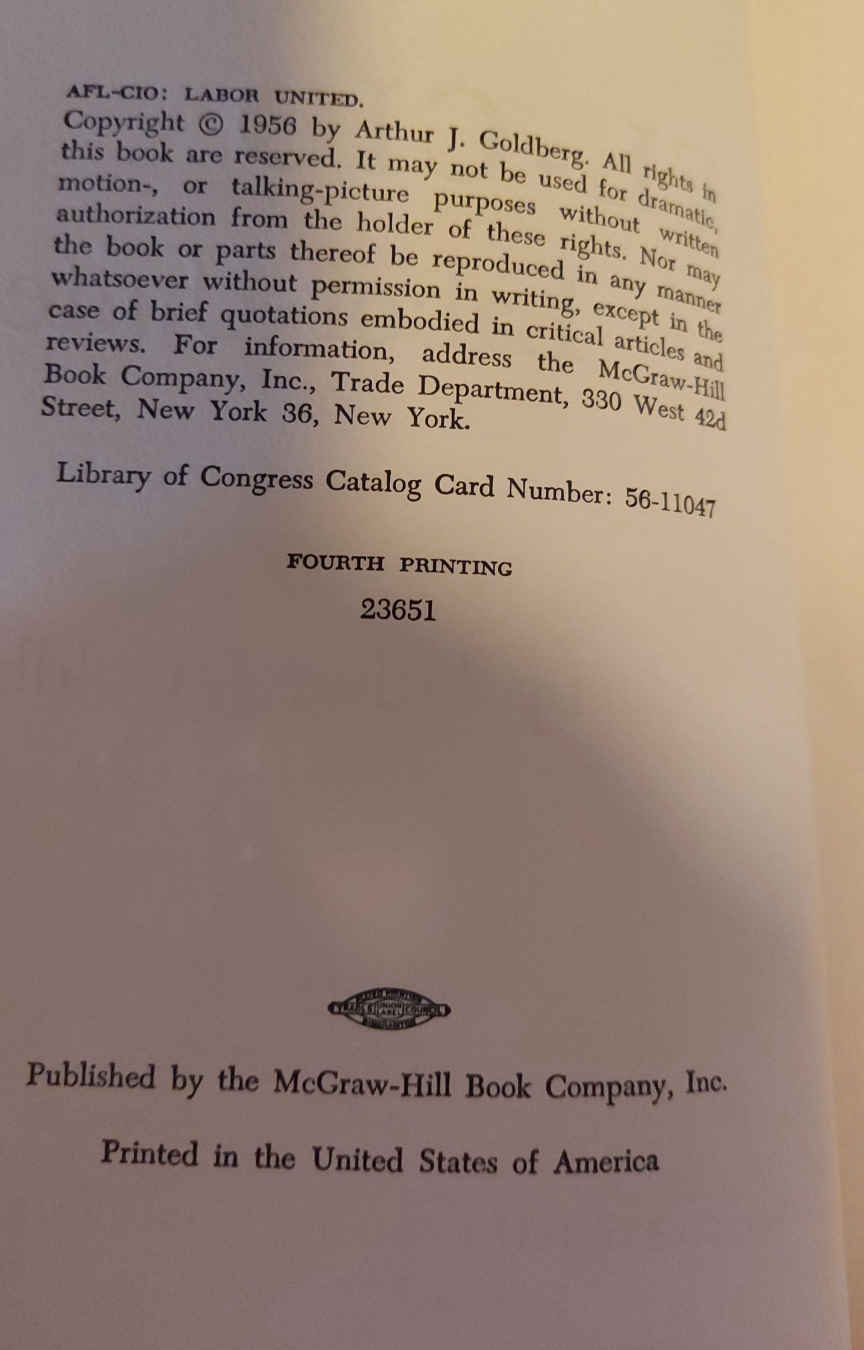 AFL-CIO: LABOR UNITED.
Copyright © 1956 by Arthur J. Goldberg. All rights in
this book are reserved. It may not be used for dramatic,
motion-, or talking-picture purposes without written
authorization from the holder of these rights. Nor may
the book or parts thereof be reproduced in any manner
whatsoever without permission in writing, except in the
case of brief quotations embodied in critical articles and
reviews. For information, address the McGraw-Hill
Book Company, Inc., Trade Department, 330 West 42d
Street, New York 36, New York.
Library of Congress Catalog Card Number: 56-11047
FOURTH PRINTING
23651
TRADES UNION LABEL COUNCIL
Published by the McGraw-Hill Book Company, Inc.
Printed in the United States of America